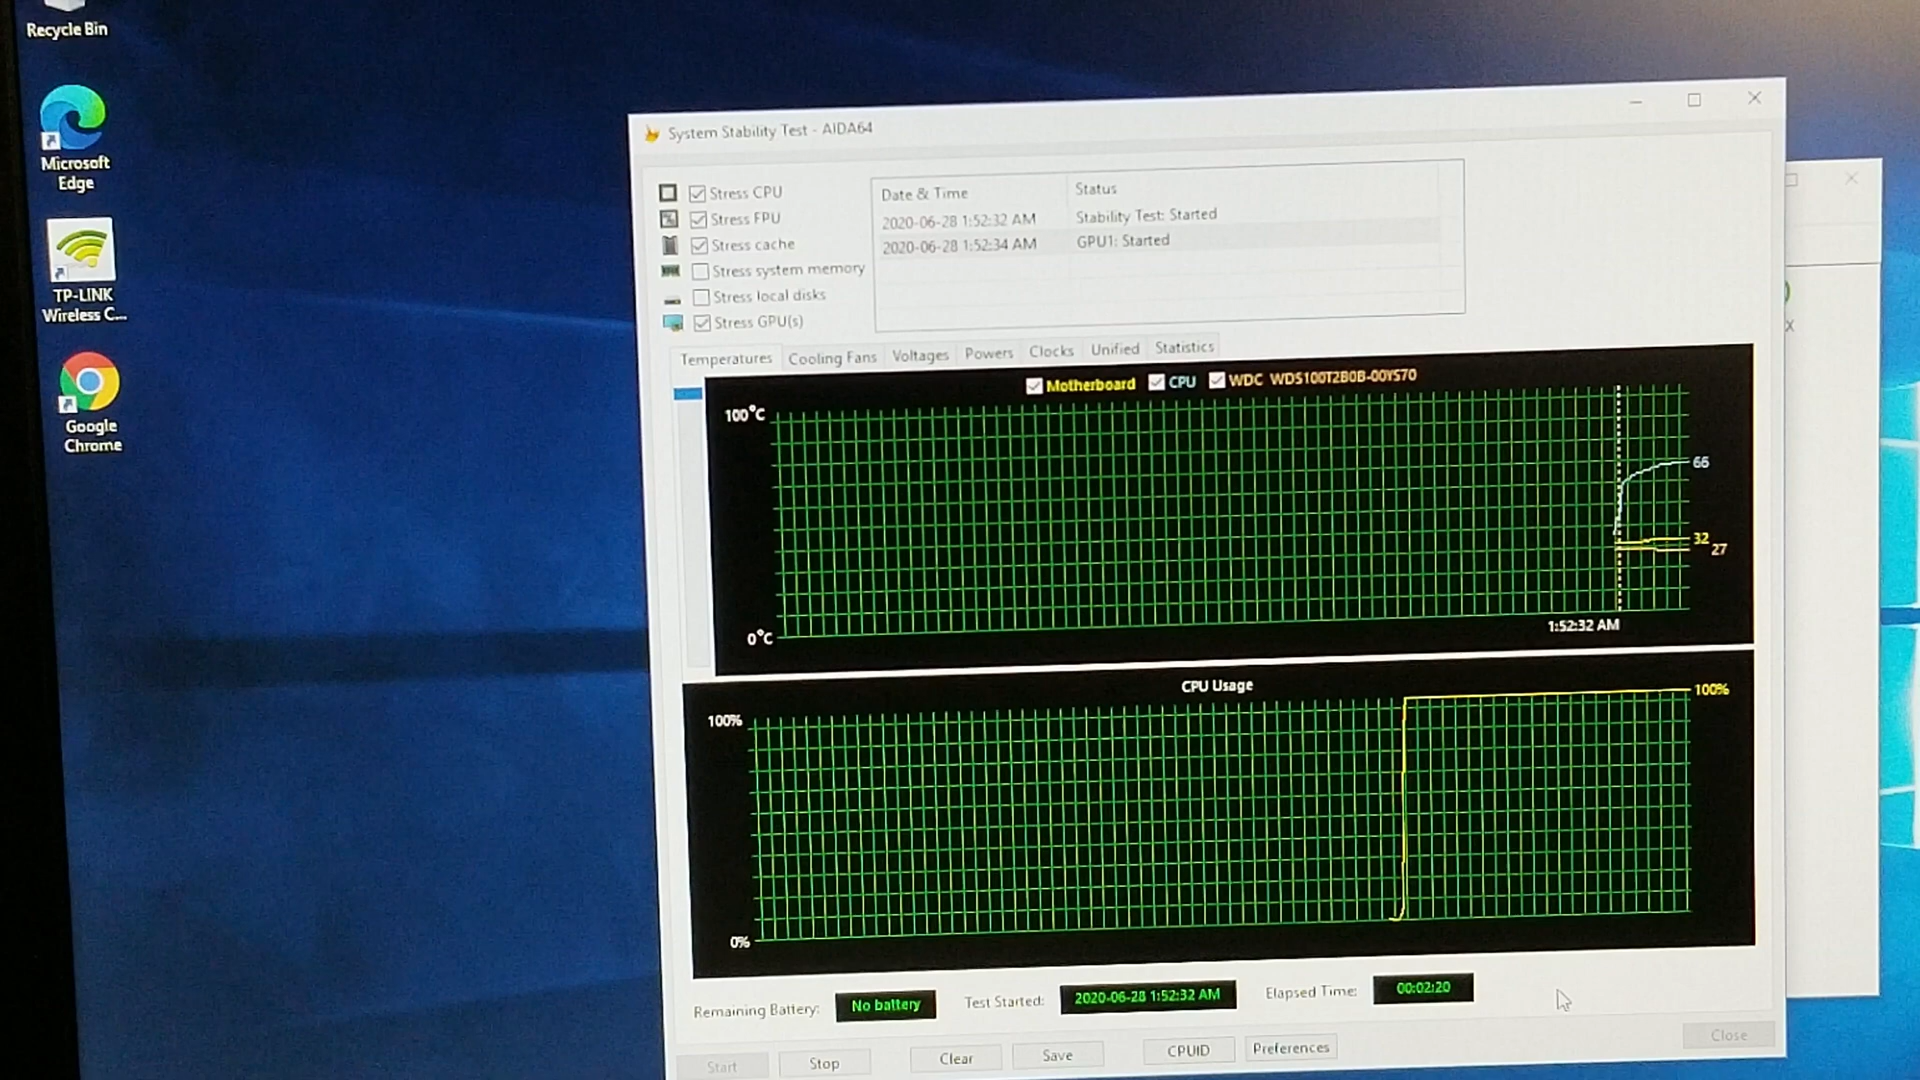 Recycle Bin
Microsoft
Edge
TP-LINK
Wireless C...
Google
Chrome
System Stability Test - AIDA64
Stress CPU
Stress FPU
Stress cache
Stress system memory
Stress local disks
Stress GPU(s)
Date & Time Status
2020-06-28 1:52:32 AM Stability Test: Started
2020-06-28 1:52:34 AM GPU1: Started
Temperatures Cooling Fans Voltages Powers Clocks Unified Statistics
Motherboard CPU WDC WDS100T2B0B-00YS70
100°C
66
32
27
0°C
1:52:32 AM
CPU Usage
100% 100%
0%
Remaining Battery: No battery Test Started: 2020-06-28 1:52:32 AM Elapsed Time: 00:02:20
Start Stop Clear Save CPUID Preferences Close